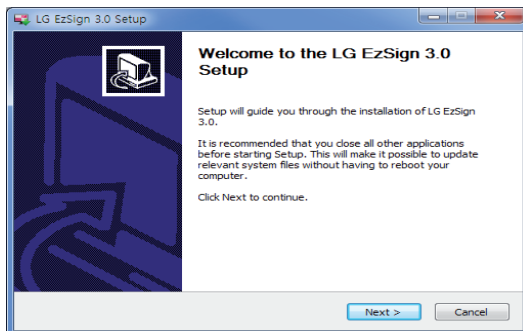 LG EzSign 3.0 Setup
Welcome to the LG EzSign 3.0
Setup
Setup will guide you through the installation of LG EzSign
3.0.
It is recommended that you close all other applications
before starting Setup. This will make it possible to update
relevant system files without having to reboot your
computer.
Click Next to continue.
Next >
Cancel